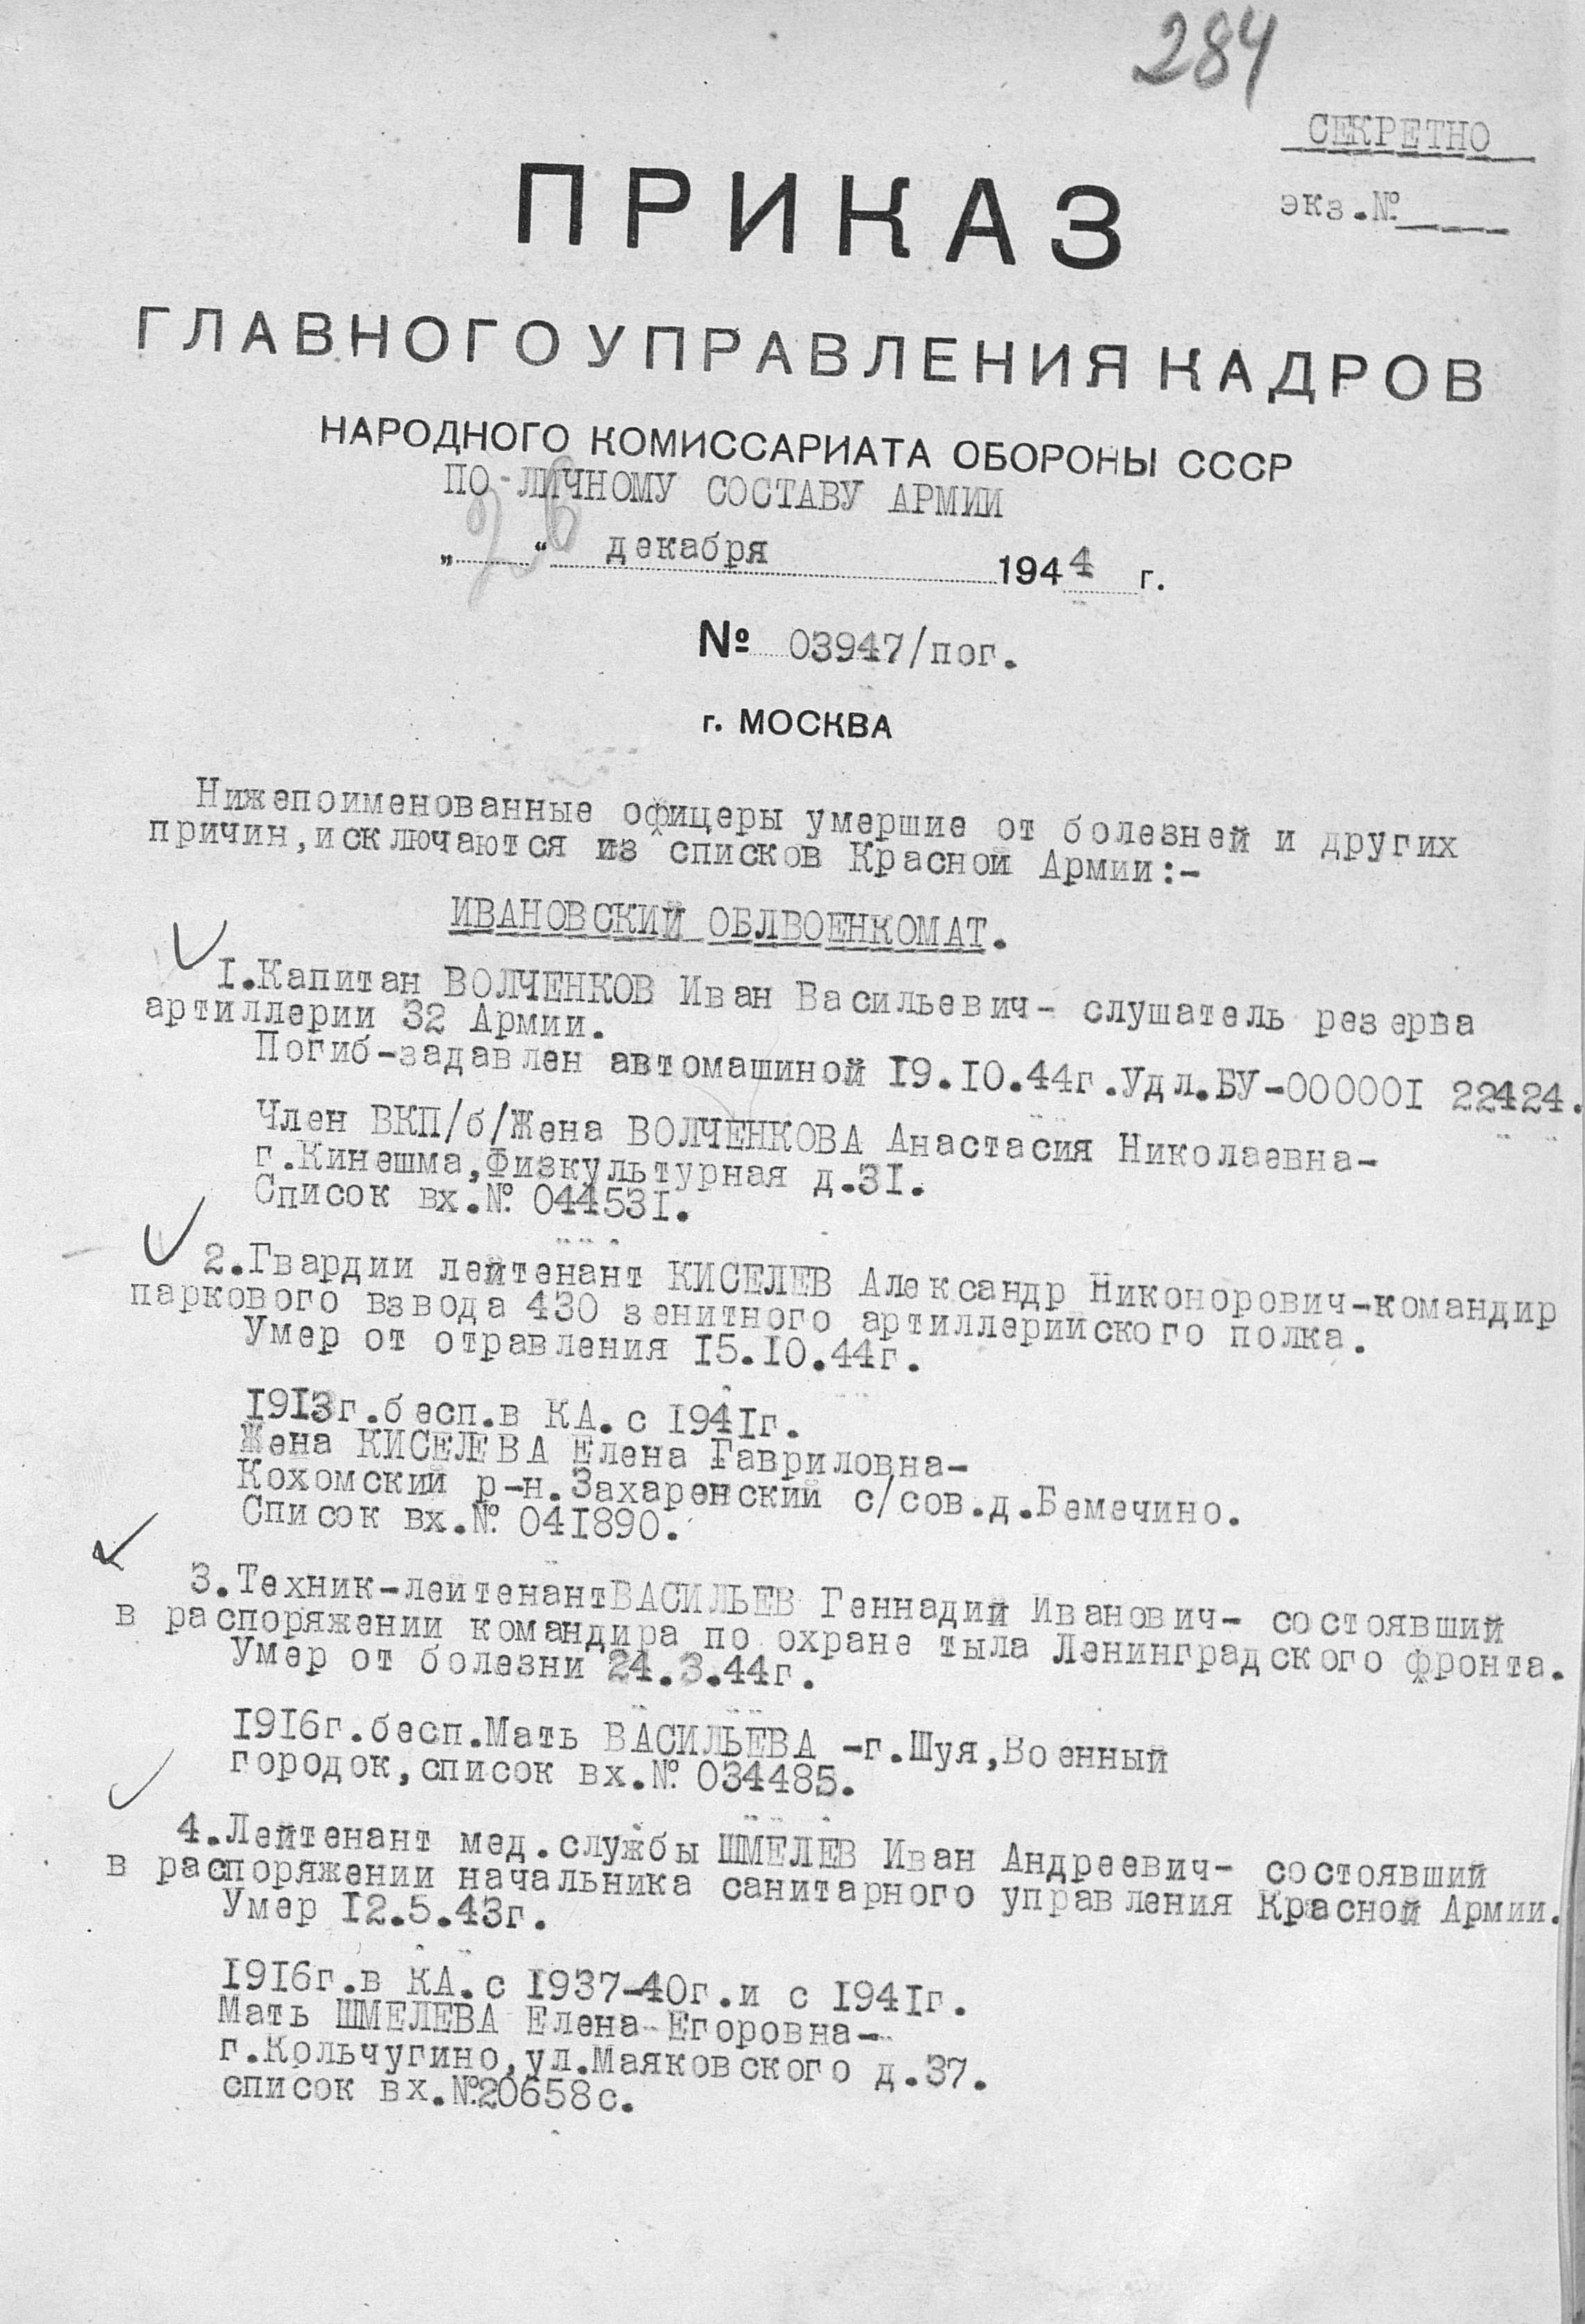 284
СЕКРЕТНО
экз.№
ПРИКАЗ
ГЛАВНОГО УПРАВЛЕНИЯ КАДРОВ
НАРОДНОГО КОМИССАРИАТА ОБОРОНЫ СССР
ПО ЛИЧНОМУ СОСТАВУ АРМИИ
„26“ декабря 1944 г.
№ 03947/пог.
г. МОСКВА
Нижепоименованные офицеры умершие от болезней и других
причин,исключаются из списков Красной Армии:-
ИВАНОВСКИЙ ОБЛВОЕНКОМАТ.
I.Капитан ВОЛЧЕНКОВ Иван Васильевич- слушатель резерва
артиллерии 32 Армии.
Погиб-задавлен автомашиной I9.I0.44г.Удл.БУ-00000I 22424.
Член ВКП/б/Жена ВОЛЧЕНКОВА Анастасия Николаевна-
г.Кинешма,Физкультурная д.3I.
Список вх.№ 04453I.
2.Гвардии лейтенант КИСЕЛЕВ Александр Никонорович-командир
паркового взвода 430 зенитного артиллерийского полка.
Умер от отравления I5.I0.44г.
I9I3г.бесп.в КА.с I94Iг.
Жена КИСЕЛЕВА Елена Гавриловна-
Кохомский р-н.Захаренский с/сов.д.Бемечино.
Список вх.№ 04I890.
3.Техник-лейтенантВАСИЛЬЕВ Геннадий Иванович- состоявший
в распоряжении командира по охране тыла Ленинградского фронта.
Умер от болезни 24.3.44г.
I9I6г.бесп.Мать ВАСИЛЬЕВА -г.Шуя,Военный
городок,список вх.№ 034485.
4.Лейтенант мед.службы ШМЕЛЕВ Иван Андреевич- состоявший
в распоряжении начальника санитарного управления Красной Армии.
Умер I2.5.43г.
I9I6г.в КА.с I937-40г.и с I94Iг.
Мать ШМЕЛЕВА Елена Егоровна-
г.Кольчугино,ул.Маяковского д.37.
список вх.№20658с.